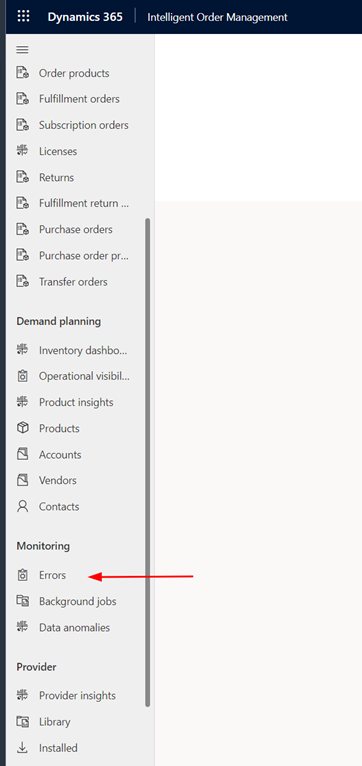 Dynamics 365 Intelligent Order Management
Order products
Fulfillment orders
Subscription orders
Licenses
Returns
Fulfillment return ...
Purchase orders
Purchase order pr...
Transfer orders
Demand planning
Inventory dashbo...
Operational visibil...
Product insights
Products
Accounts
Vendors
Contacts
Monitoring
Errors
Background jobs
Data anomalies
Provider
Provider insights
Library
Installed